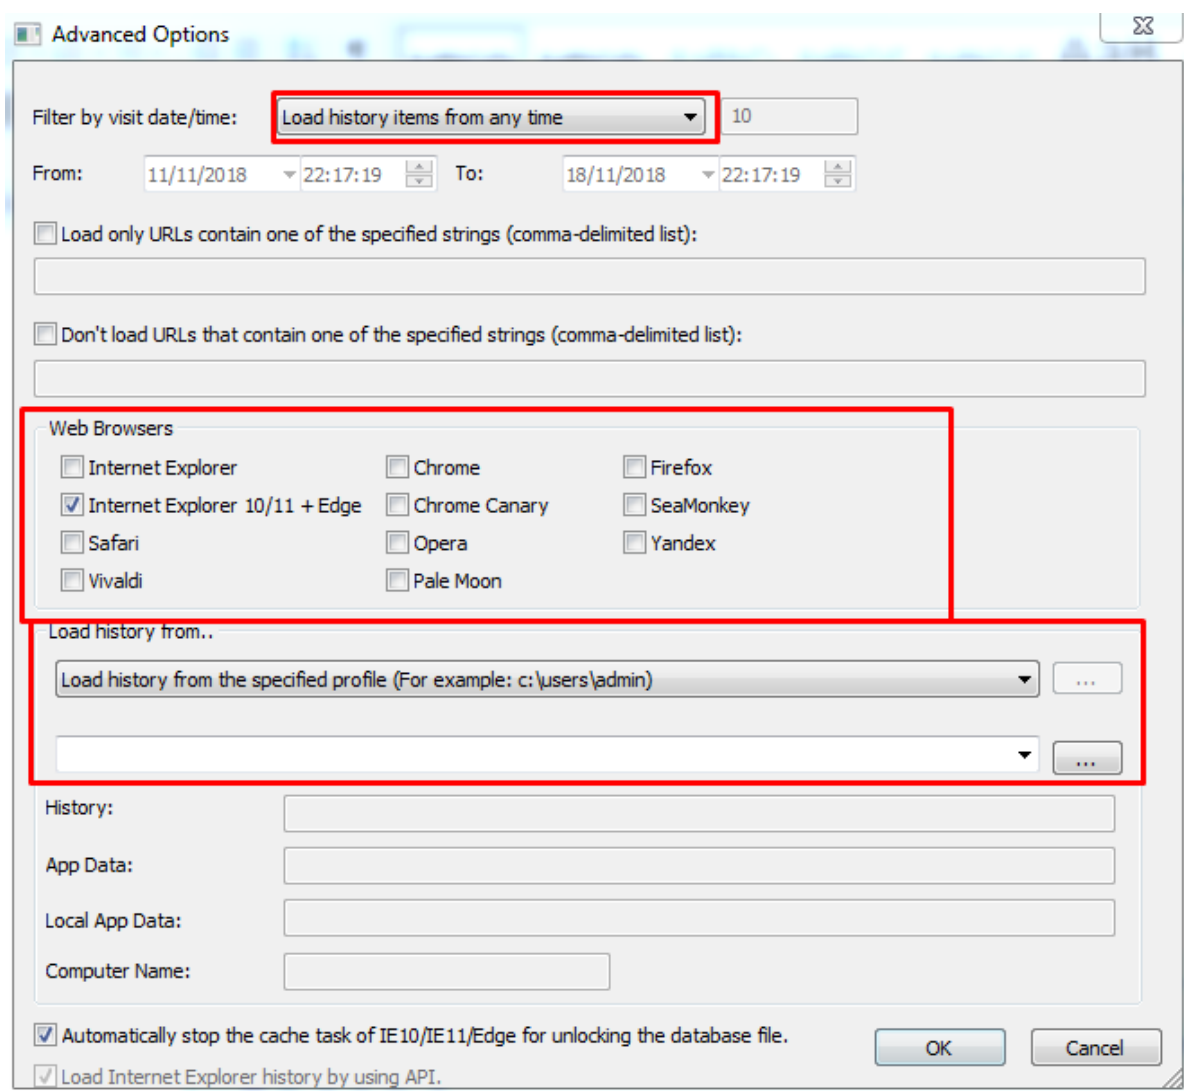 Advanced Options
Filter by visit date/time: Load history items from any time 10
From: 11/11/2018 22:17:19 To: 18/11/2018 22:17:19
Load only URLs contain one of the specified strings (comma-delimited list):
Don't load URLs that contain one of the specified strings (comma-delimited list):
Web Browsers
Internet Explorer Chrome Firefox
Internet Explorer 10/11 + Edge Chrome Canary SeaMonkey
Safari Opera Yandex
Vivaldi Pale Moon
Load history from..
Load history from the specified profile (For example: c:\users\admin) ...
...
History:
App Data:
Local App Data:
Computer Name:
Automatically stop the cache task of IE10/IE11/Edge for unlocking the database file.
OK Cancel
Load Internet Explorer history by using API.